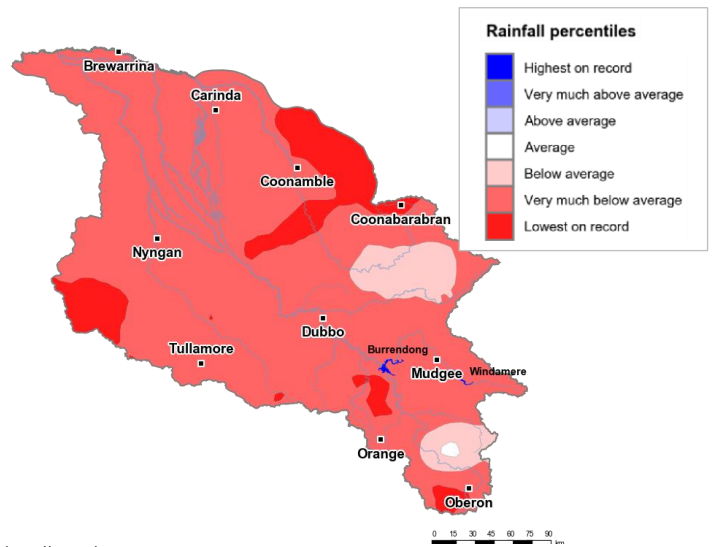 Rainfall percentiles
Highest on record
Very much above average
Above average
Average
Below average
Very much below average
Lowest on record
Brewarrina
Carinda
Coonamble
Coonabarabran
Nyngan
Dubbo
Tullamore
Burrendong
Mudgee
Windamere
Orange
Oberon
0 15 30 45 60 75 90
km